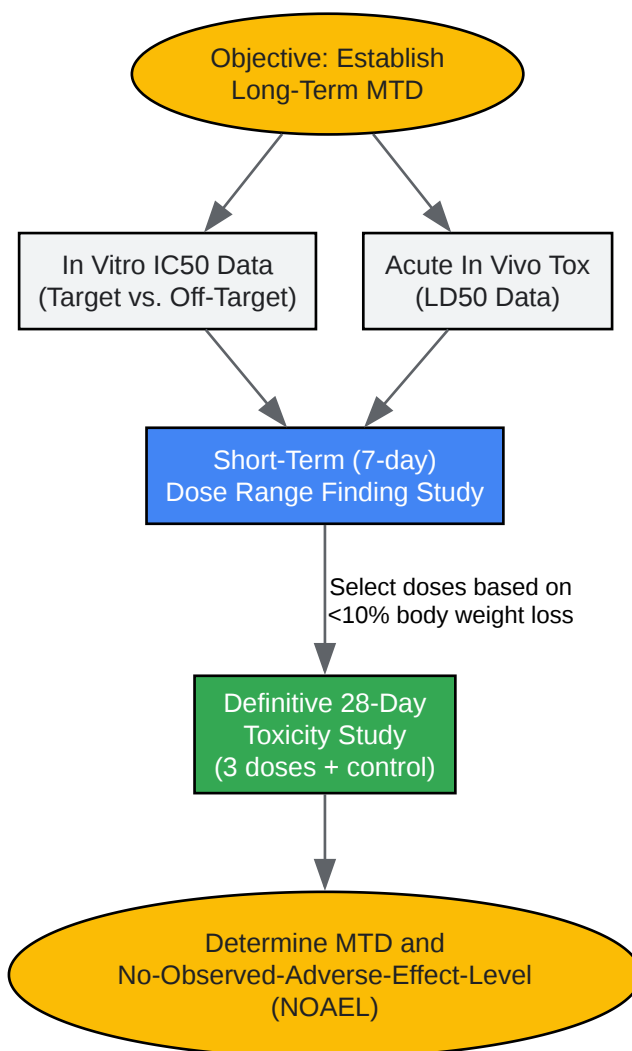 Objective: Establish
Long-Term MTD
In Vitro IC50 Data
(Target vs. Off-Target)
Acute In Vivo Tox
(LD50 Data)
Short-Term (7-day)
Dose Range Finding Study
Select doses based on
<10% body weight loss
Definitive 28-Day
Toxicity Study
(3 doses + control)
Determine MTD and
No-Observed-Adverse-Effect-Level
(NOAEL)